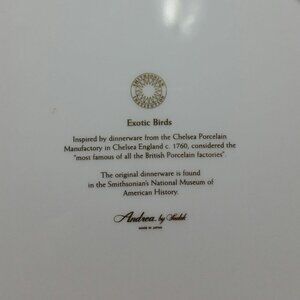 SMITHSONIAN
INSTITUTION
Exotic Birds
Inspired by dinnerware from the Chelsea Porcelain
Manufactory in Chelsea England c. 1760, considered the
"most famous of all the British Porcelain factories".
The original dinnerware is found
in the Smithsonian's National Museum of
American History.
Andrea by Sadek
MADE IN JAPAN